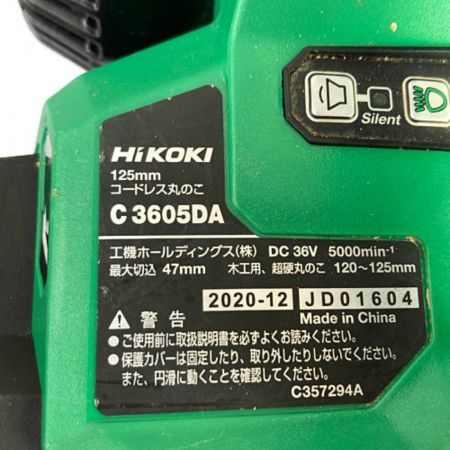 Silent
HiKOKI
125mm
コードレス丸のこ
C 3605DA
工機ホールディングス(株) DC 36V 5000min⁻¹
最大切込 47mm 木工用、超硬丸のこ 120〜125mm
2020-12 JD01604
警告 Made in China
●ご使用前に取扱説明書を必ずよくお読みください。
●保護カバーは固定したり、取り外したりしないでください。
また、円滑に動くことを確認してください。
C357294A